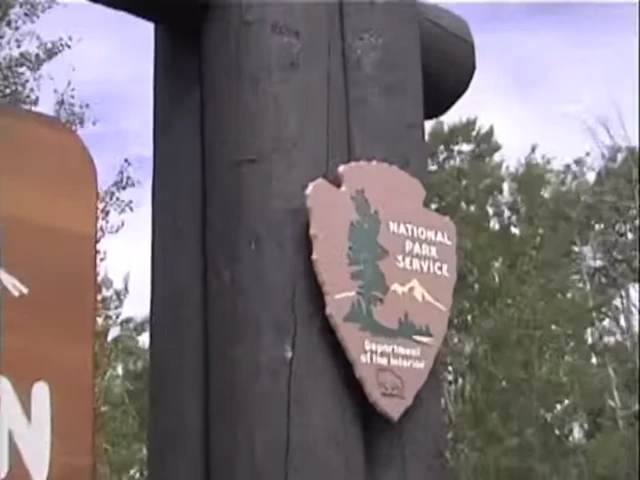 NATIONAL
PARK
SERVICE
Department
of the Interior
N